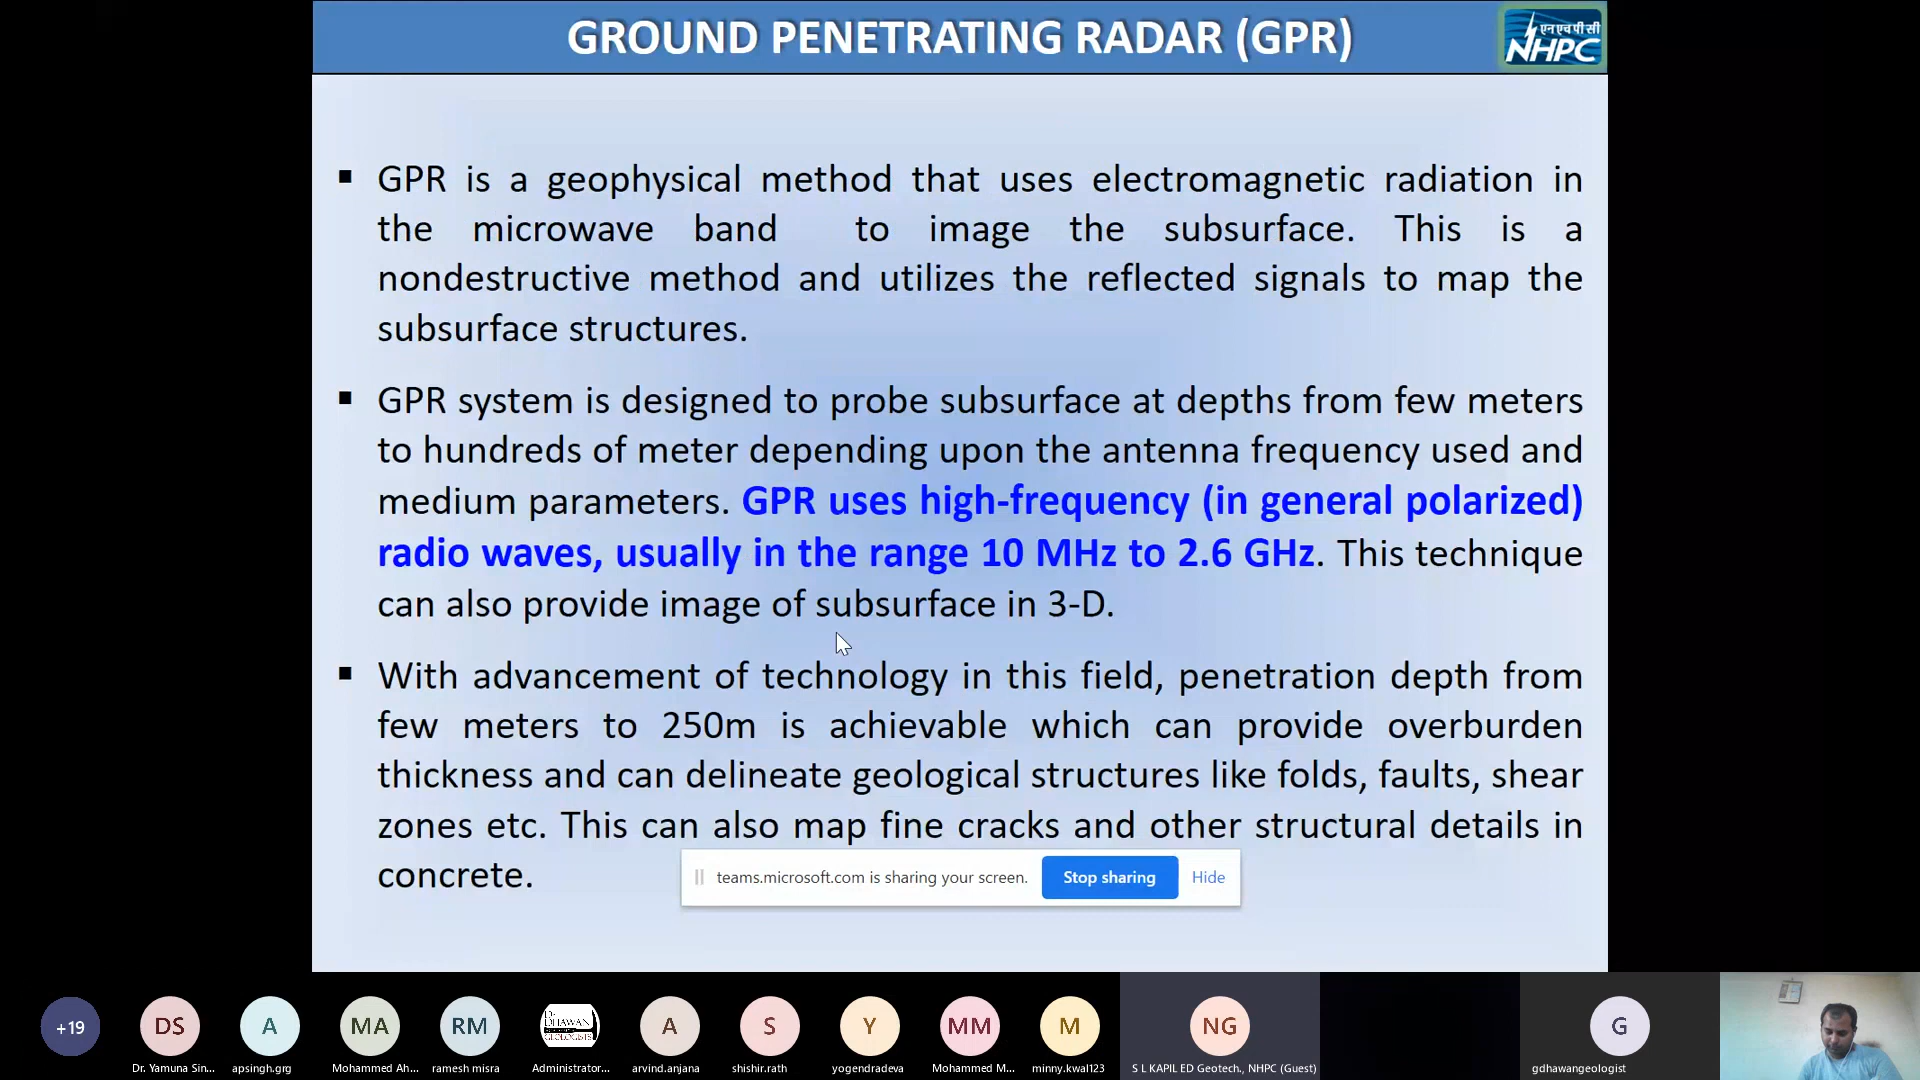 GROUND PENETRATING RADAR (GPR)
एन एच पी सी
NHPC
▪ GPR is a geophysical method that uses electromagnetic radiation in
the microwave band to image the subsurface. This is a
nondestructive method and utilizes the reflected signals to map the
subsurface structures.
▪ GPR system is designed to probe subsurface at depths from few meters
to hundreds of meter depending upon the antenna frequency used and
medium parameters. GPR uses high-frequency (in general polarized)
radio waves, usually in the range 10 MHz to 2.6 GHz. This technique
can also provide image of subsurface in 3-D.
▪ With advancement of technology in this field, penetration depth from
few meters to 250m is achievable which can provide overburden
thickness and can delineate geological structures like folds, faults, shear
zones etc. This can also map fine cracks and other structural details in
concrete.
teams.microsoft.com is sharing your screen. Stop sharing Hide
+19 DS A MA RM DHAWAN GEOLOGISTS A S Y MM M NG G
Dr. Yamuna Sin... apsingh.grg Mohammed Ah... ramesh misra Administrator... arvind.anjana shishir.rath yogendradeva Mohammed M... minny.kwal123 S L KAPIL ED Geotech., NHPC (Guest) gdhawangeologist